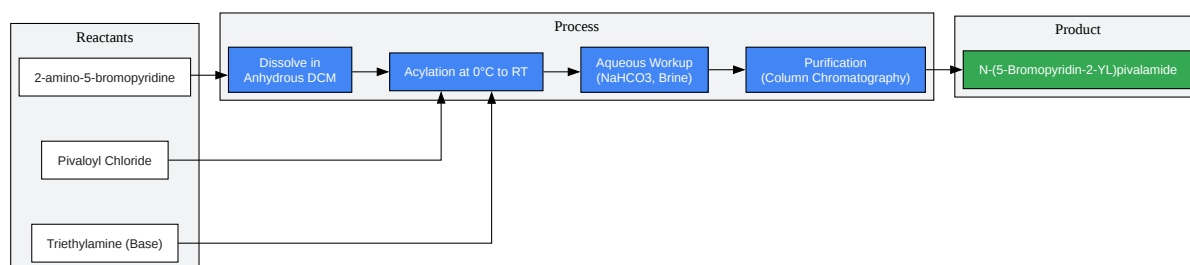 Reactants
2-amino-5-bromopyridine
Pivaloyl Chloride
Triethylamine (Base)
Process
Dissolve in
Anhydrous DCM
Acylation at 0°C to RT
Aqueous Workup
(NaHCO3, Brine)
Purification
(Column Chromatography)
Product
N-(5-Bromopyridin-2-YL)pivalamide